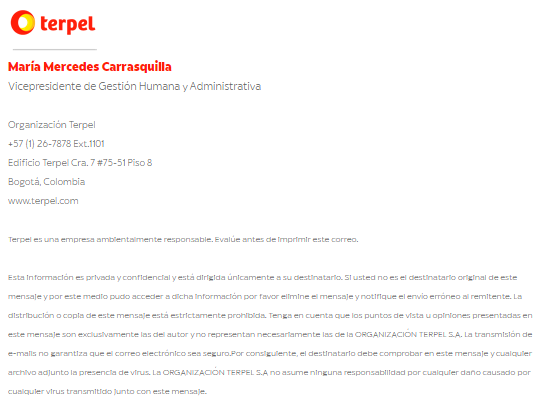 terpel
María Mercedes Carrasquilla
Vicepresidente de Gestión Humana y Administrativa
Organización Terpel
+57 (1) 26-7878 Ext.1101
Edificio Terpel Cra. 7 #75-51 Piso 8
Bogotá, Colombia
www.terpel.com
Terpel es una empresa ambientalmente responsable. Evalúe antes de imprimir este correo.
Esta información es privada y confidencial y está dirigida únicamente a su destinatario. Si usted no es el destinatario original de este
mensaje y por este medio pudo acceder a dicha información por favor elimine el mensaje y notifique el envío erróneo al remitente. La
distribución o copia de este mensaje está estrictamente prohibida. Tenga en cuenta que los puntos de vista u opiniones presentadas en
este mensaje son exclusivamente las del autor y no representan necesariamente las de la ORGANIZACIÓN TERPEL S.A. La transmisión de
e-mails no garantiza que el correo electrónico sea seguro.Por consiguiente, el destinatario debe comprobar en este mensaje y cualquier
archivo adjunto la presencia de virus. La ORGANIZACIÓN TERPEL S.A no asume ninguna responsabilidad por cualquier daño causado por
cualquier virus transmitido junto con este mensaje.